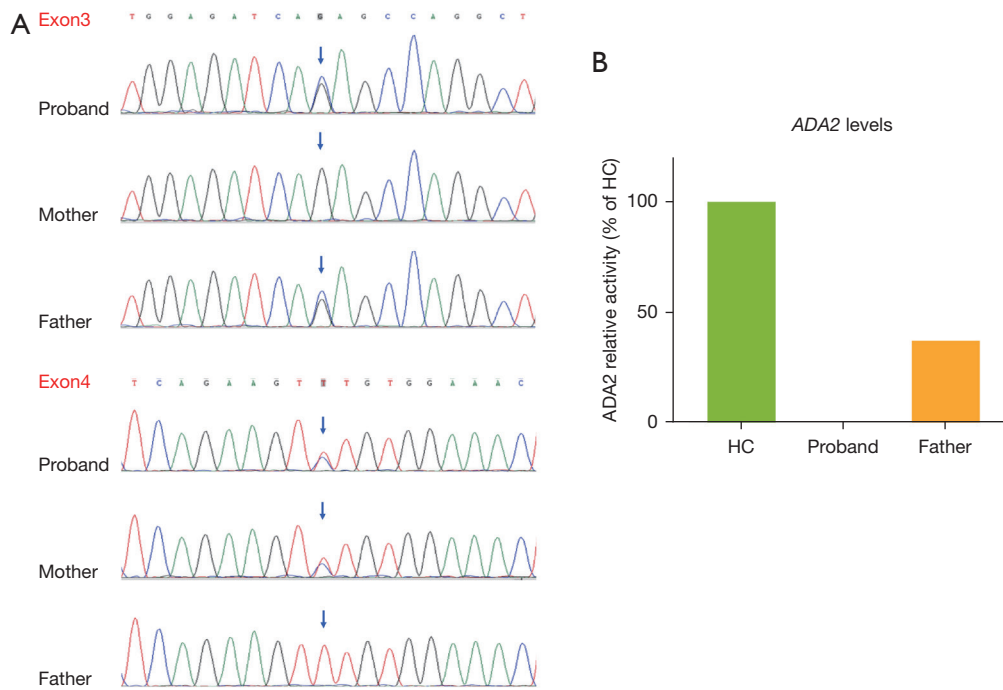 A
Exon3 T G G A G A T C A G A G C C A G G C T
Proband
Mother
Father
Exon4 T C A G A A G T T T G T G G A A A C
Proband
Mother
Father
B
ADA2 levels
ADA2 relative activity (% of HC)
100
50
0
HC Proband Father